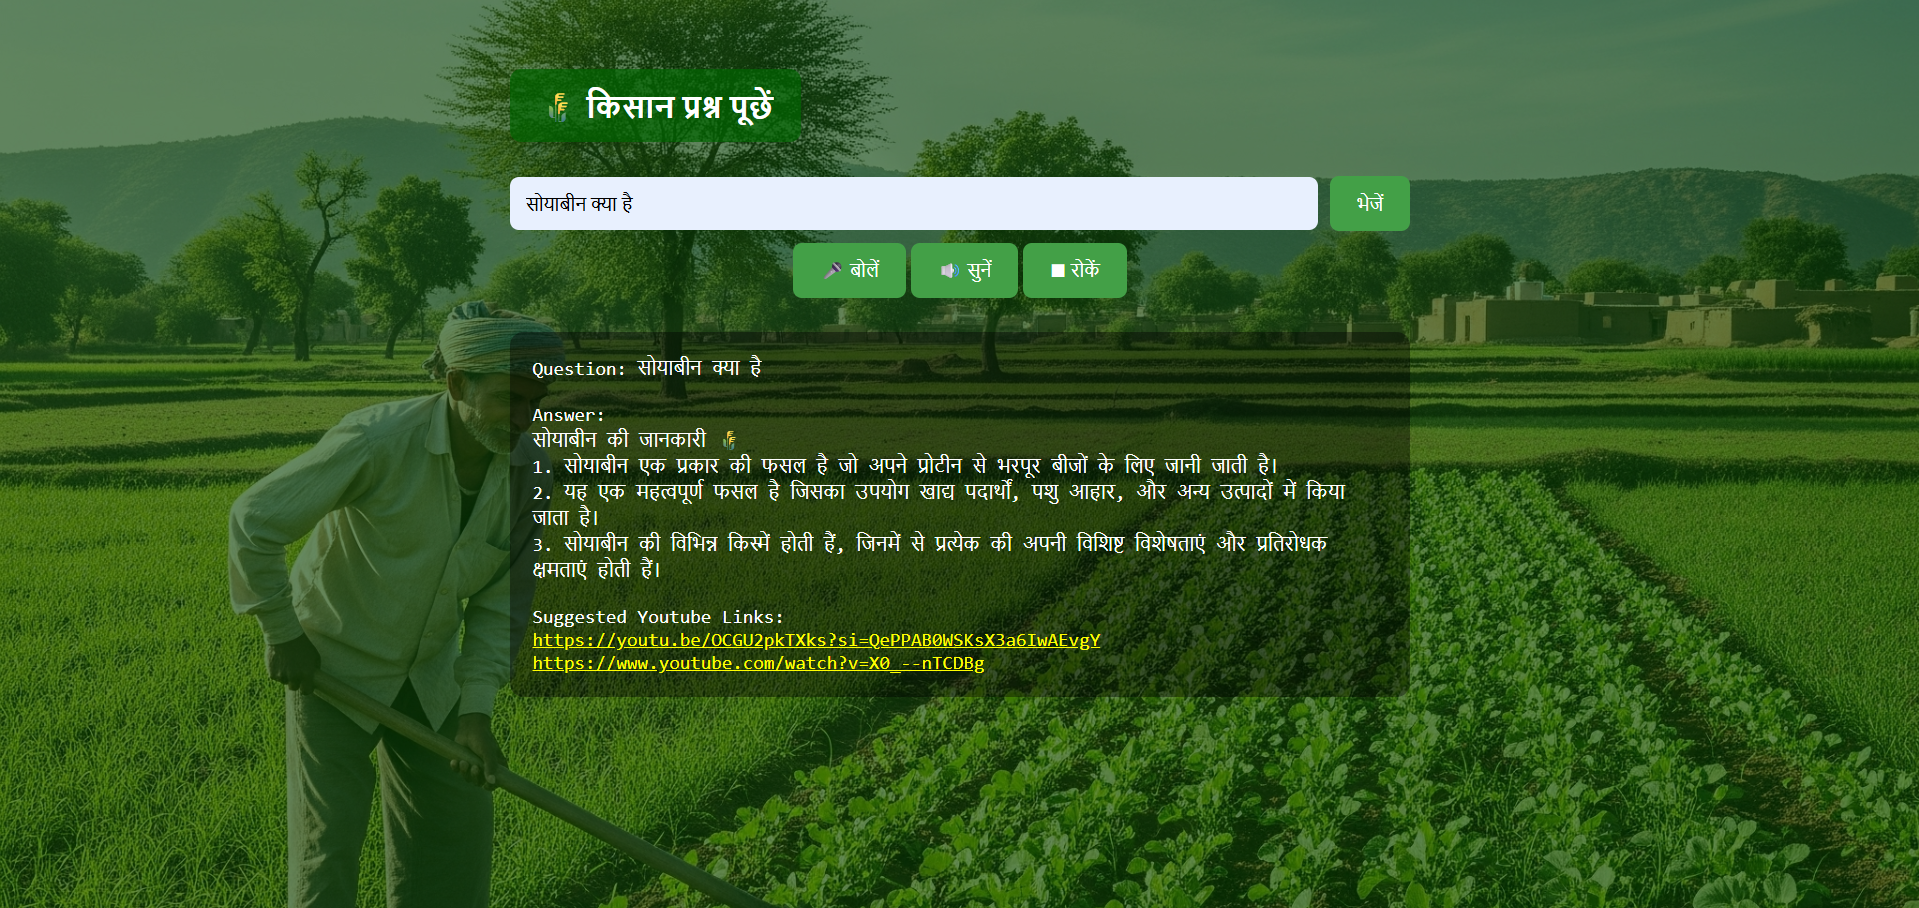 🌾 किसान प्रश्न पूछें
सोयाबीन क्या है
भेजें
🎤 बोलें
🔊 सुनें
⏹ रोकें
Question: सोयाबीन क्या है
Answer:
सोयाबीन की जानकारी 🌾
1. सोयाबीन एक प्रकार की फसल है जो अपने प्रोटीन से भरपूर बीजों के लिए जानी जाती है।
2. यह एक महत्वपूर्ण फसल है जिसका उपयोग खाद्य पदार्थों, पशु आहार, और अन्य उत्पादों में किया
जाता है।
3. सोयाबीन की विभिन्न किस्में होती हैं, जिनमें से प्रत्येक की अपनी विशिष्ट विशेषताएं और प्रतिरोधक
क्षमताएं होती हैं।
Suggested Youtube Links:
https://youtu.be/OCGU2pkTXks?si=QePPAB0WSKsX3a6IwAEvgY
https://www.youtube.com/watch?v=X0_--nTCDBg